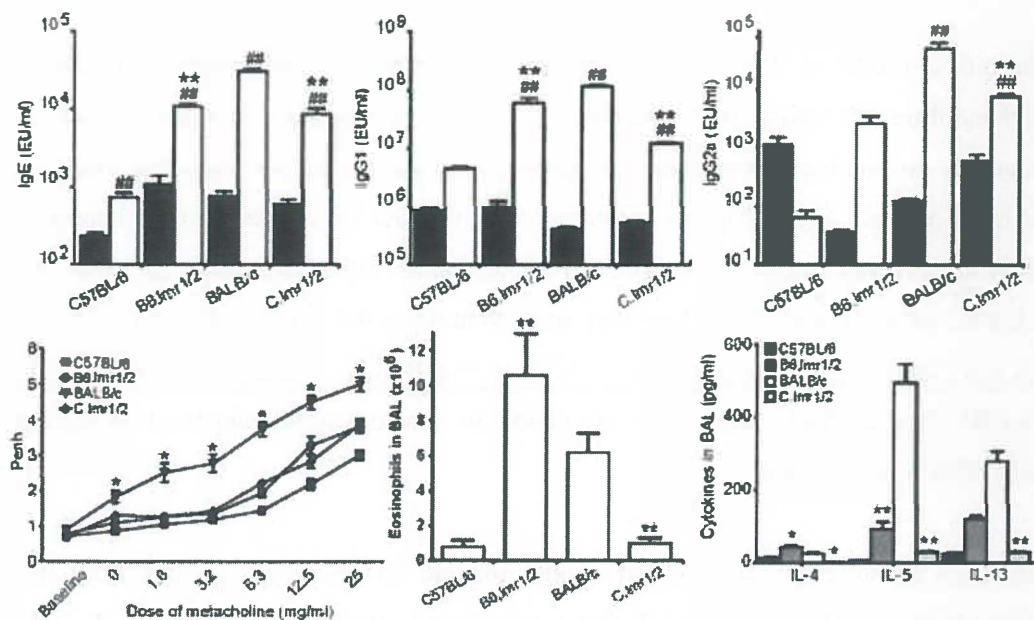 IgE (EU/ml)
10^5
10^4
10^3
10^2
##
**
##
##
**
##
C57BL/6
B6.lmr1/2
BALB/c
C.lmr1/2
IgG1 (EU/ml)
10^9
10^8
10^7
10^6
10^5
**
##
##
**
##
C57BL/6
B6.lmr1/2
BALB/c
C.lmr1/2
IgG2a (EU/ml)
10^5
10^4
10^3
10^2
10^1
##
**
##
C57BL/6
B6.lmr1/2
BALB/c
C.lmr1/2
Penh
6
5
4
3
2
1
0
C57BL/6
B6.lmr1/2
BALB/c
C.lmr1/2
*
*
*
*
*
*
Baseline
0
1.6
3.2
6.3
12.5
25
Dose of metacholine (mg/ml)
Eosinophils in BAL (x10^6)
12
10
8
6
4
2
0
**
**
C57BL/6
B6.lmr1/2
BALB/c
C.lmr1/2
Cytokines in BAL (pg/ml)
600
400
200
0
C57BL/6
B6.lmr1/2
BALB/c
C.lmr1/2
*
*
**
**
**
IL-4
IL-5
IL-13